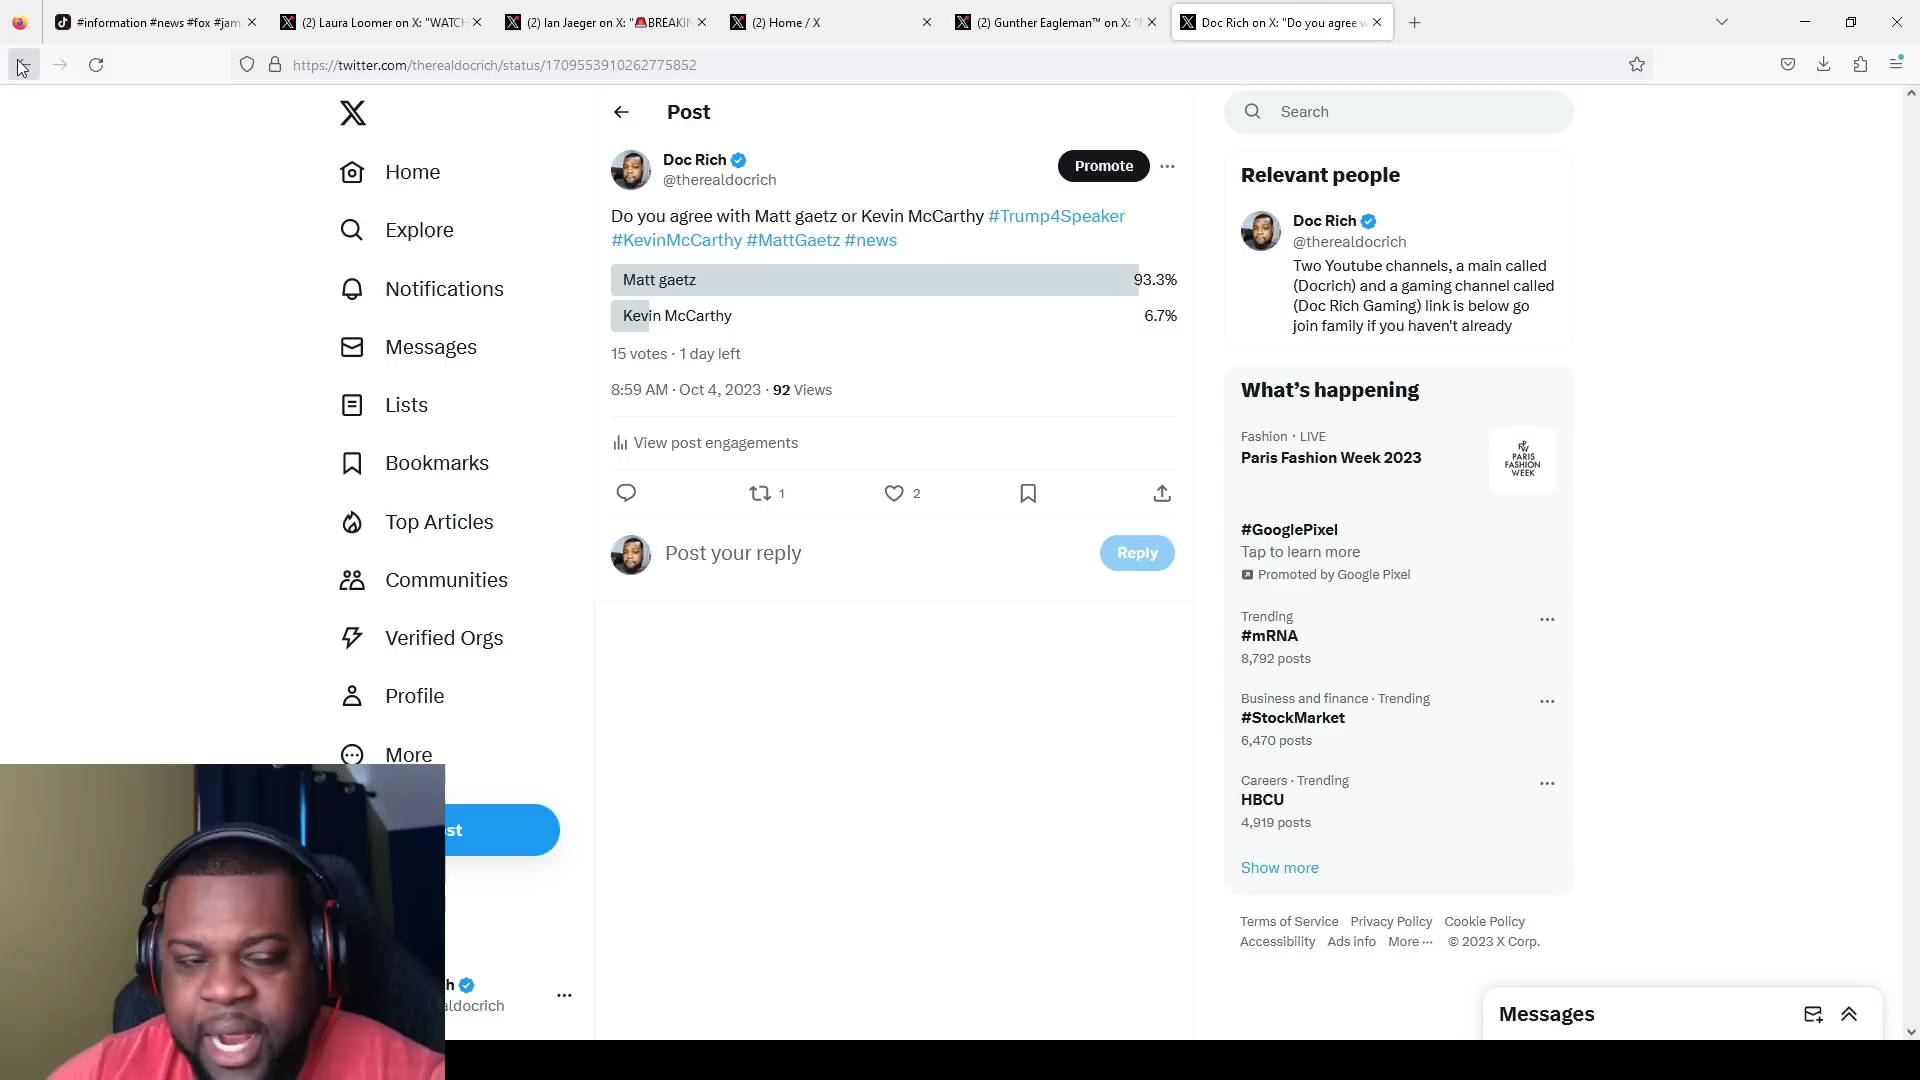 #information #news #fox #jam
(2) Laura Loomer on X: "WATCH
(2) Ian Jaeger on X: "🚨BREAKIN
(2) Home / X
(2) Gunther Eagleman™ on X: "
Doc Rich on X: "Do you agree w
https://twitter.com/therealdocrich/status/1709553910262775852
Home
Explore
Notifications
Messages
Lists
Bookmarks
Top Articles
Communities
Verified Orgs
Profile
More
st
h
aldocrich
Post
Doc Rich
@therealdocrich
Promote
Do you agree with Matt gaetz or Kevin McCarthy #Trump4Speaker
#KevinMcCarthy #MattGaetz #news
Matt gaetz 93.3%
Kevin McCarthy 6.7%
15 votes · 1 day left
8:59 AM · Oct 4, 2023 · 92 Views
View post engagements
1 2
Post your reply
Reply
Search
Relevant people
Doc Rich
@therealdocrich
Two Youtube channels, a main called
(Docrich) and a gaming channel called
(Doc Rich Gaming) link is below go
join family if you haven't already
What's happening
Fashion · LIVE
Paris Fashion Week 2023
PARIS
FASHION
WEEK
#GooglePixel
Tap to learn more
Promoted by Google Pixel
Trending
#mRNA
8,792 posts
Business and finance · Trending
#StockMarket
6,470 posts
Careers · Trending
HBCU
4,919 posts
Show more
Terms of Service Privacy Policy Cookie Policy
Accessibility Ads info More ··· © 2023 X Corp.
Messages